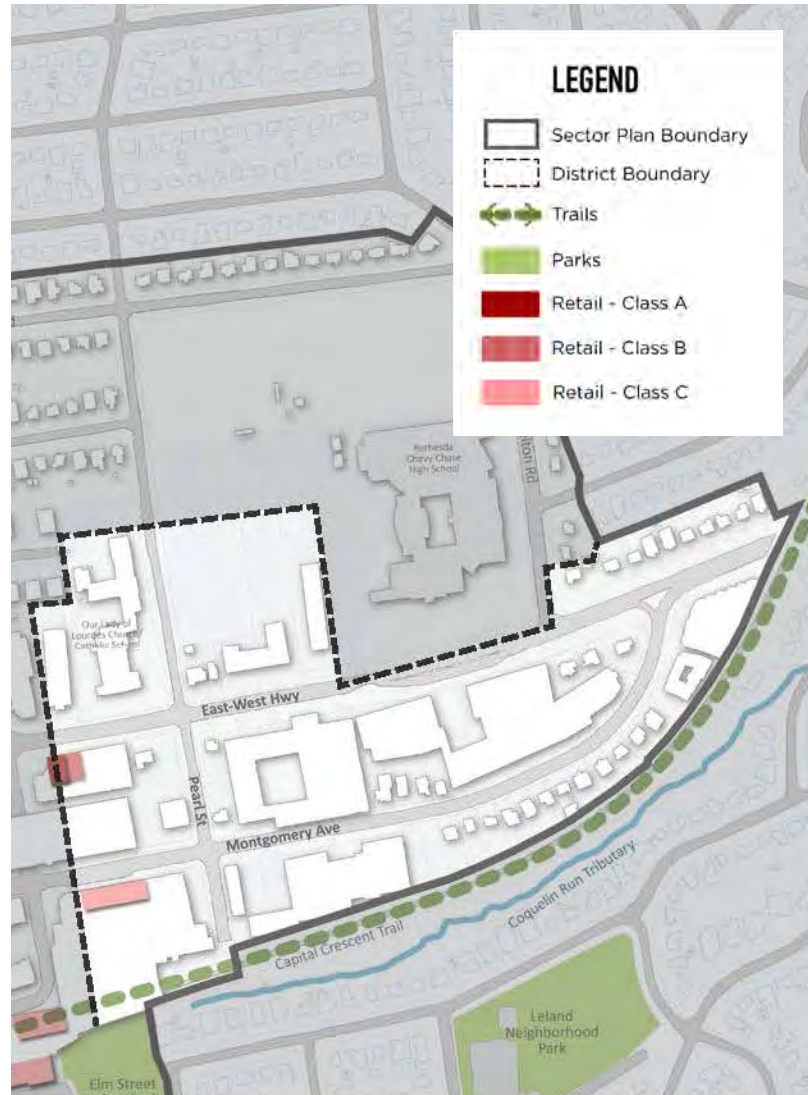 LEGEND
Sector Plan Boundary
District Boundary
Trails
Parks
Retail - Class A
Retail - Class B
Retail - Class C
Bethesda
Chevy Chase
High School
Our Lady of
Lourdes Church
Catholic School
East-West Hwy
Pearl St
Montgomery Ave
Capital Crescent Trail
Coquelin Run Tributary
Leland
Neighborhood
Park
Elm Street